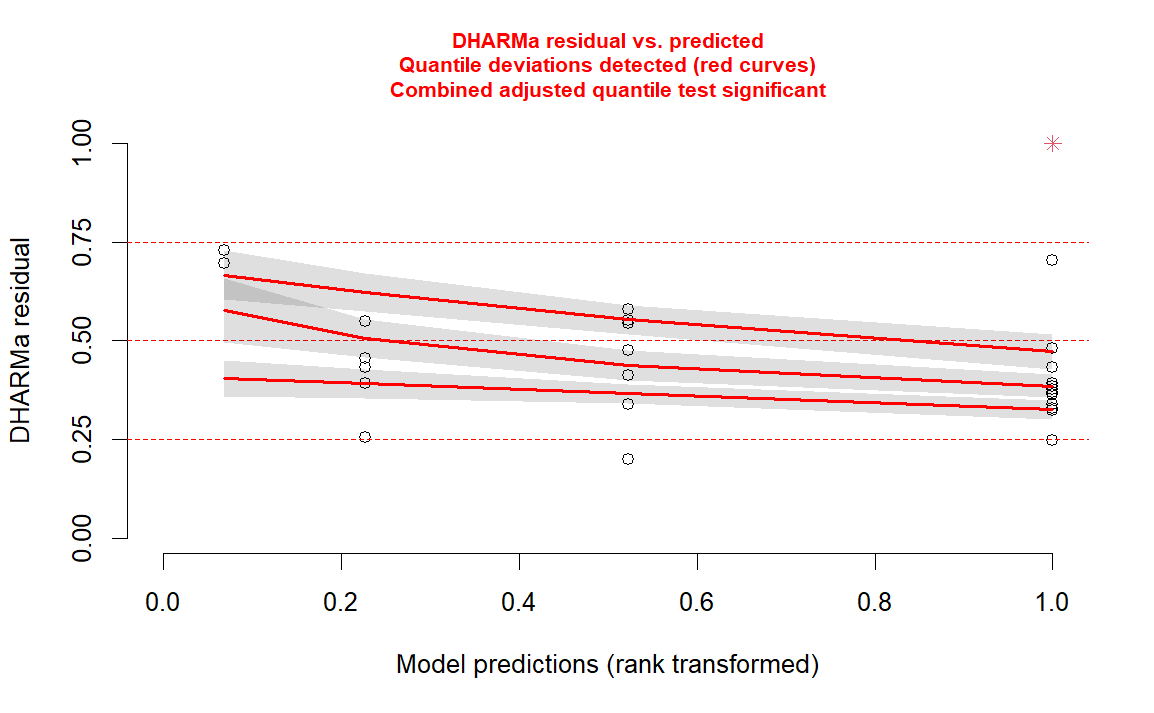 DHARMa residual vs. predicted
Quantile deviations detected (red curves)
Combined adjusted quantile test significant
DHARMa residual
1.00
0.75
0.50
0.25
0.00
0.0 0.2 0.4 0.6 0.8 1.0
Model predictions (rank transformed)